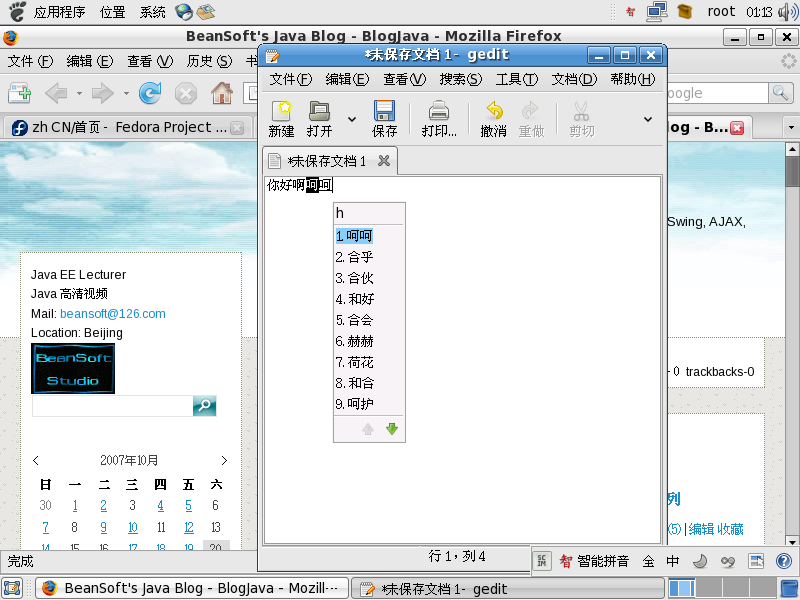 应用程序 位置 系统 智 root 01:13
BeanSoft's Java Blog - BlogJava - Mozilla Firefox
文件 (F) 编辑 (E) 查看 (V) 历史 (S) 书
oogle
zh CN/首页 - Fedora Project ...
log - B...
*未保存文档 1 - gedit
文件(F) 编辑(E) 查看(V) 搜索(S) 工具(T) 文档(D) 帮助(H)
新建 打开 保存 打印... 撤消 重做 剪切
*未保存文档 1
你好啊呵呵
h
1.呵呵
2.合乎
3.合伙
4.和好
5.合会
6.赫赫
7.荷花
8.和合
9.呵护
行 1，列 4
Swing, AJAX,
Java EE Lecturer
Java 高清视频
Mail: beansoft@126.com
Location: Beijing
BeanSoft
Studio
- 0 trackbacks-0
列
(5) | 编辑 收藏
2007年10月
日 一 二 三 四 五 六
30 1 2 3 4 5 6
7 8 9 10 11 12 13
14 15 16 17 18 19 20
完成
SC
IM
智 智能拼音 全 中
BeanSoft's Java Blog - BlogJava - Mozill···
*未保存文档 1 - gedit